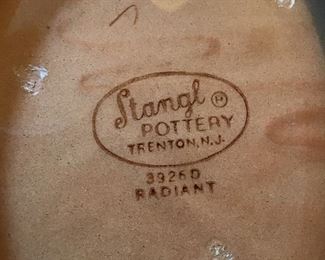 Stangl ®
POTTERY
TRENTON, N.J.
3926D
RADIANT